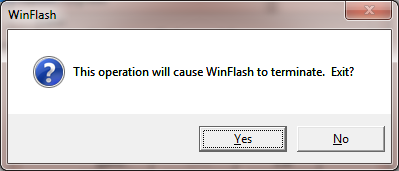 WinFlash
This operation will cause WinFlash to terminate.  Exit?
Yes
No